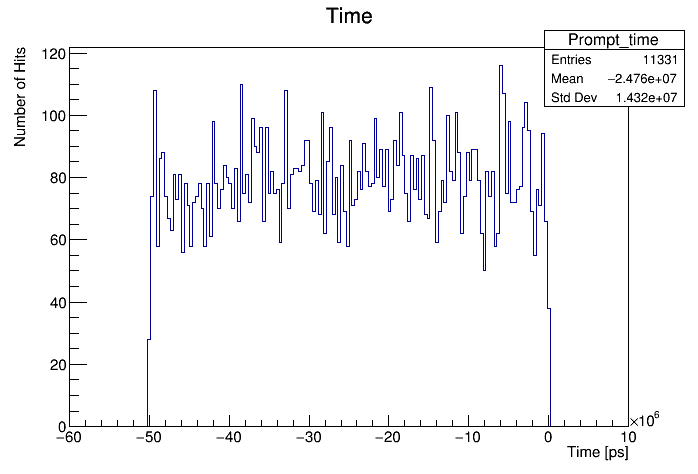 Time
Prompt_time
Entries 11331
Mean −2.476e+07
Std Dev 1.432e+07
Number of Hits
120
100
80
60
40
20
0
−60 −50 −40 −30 −20 −10 0 10
×10⁶
Time [ps]